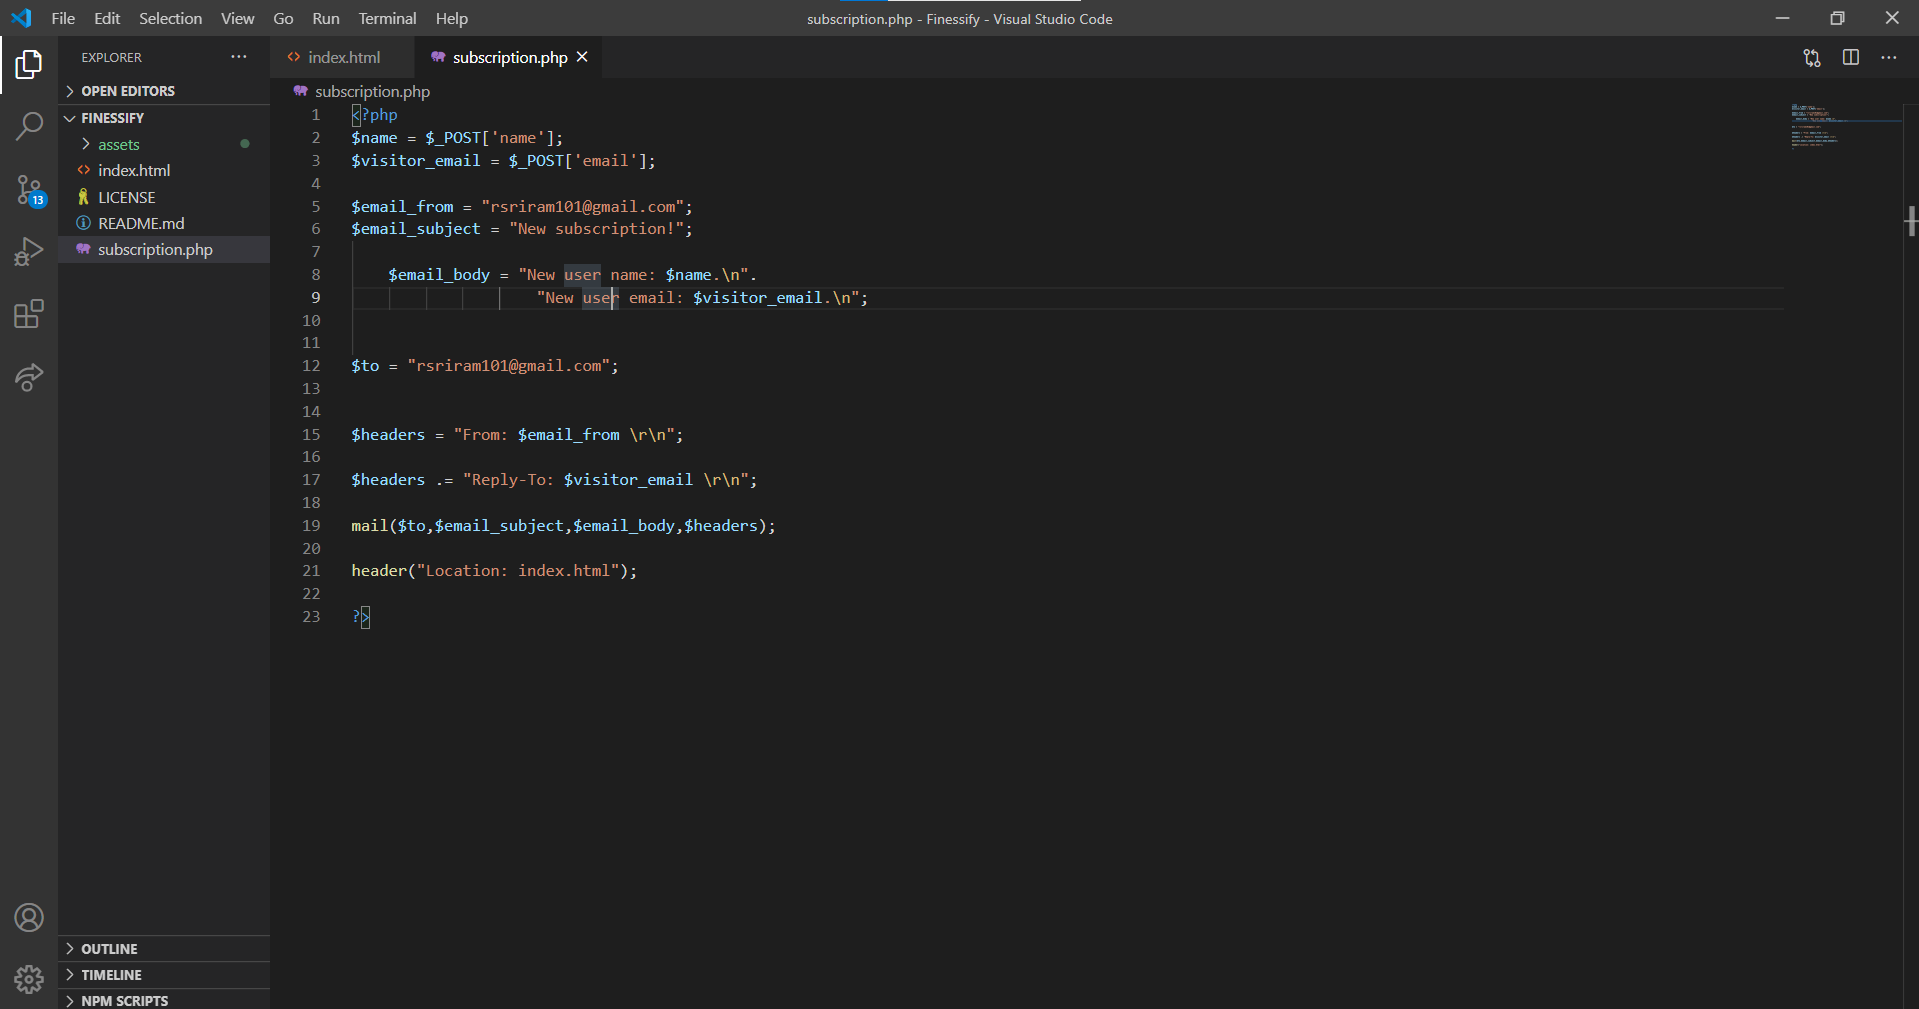 File Edit Selection View Go Run Terminal Help
subscription.php - Finessify - Visual Studio Code
EXPLORER
OPEN EDITORS
FINESSIFY
assets
index.html
LICENSE
README.md
subscription.php
13
OUTLINE
TIMELINE
NPM SCRIPTS
index.html
subscription.php
subscription.php
1 <?php
2 $name = $_POST['name'];
3 $visitor_email = $_POST['email'];
4
5 $email_from = "rsriram101@gmail.com";
6 $email_subject = "New subscription!";
7
8 $email_body = "New user name: $name.\n".
9 "New user email: $visitor_email.\n";
10
11
12 $to = "rsriram101@gmail.com";
13
14
15 $headers = "From: $email_from \r\n";
16
17 $headers .= "Reply-To: $visitor_email \r\n";
18
19 mail($to,$email_subject,$email_body,$headers);
20
21 header("Location: index.html");
22
23 ?>